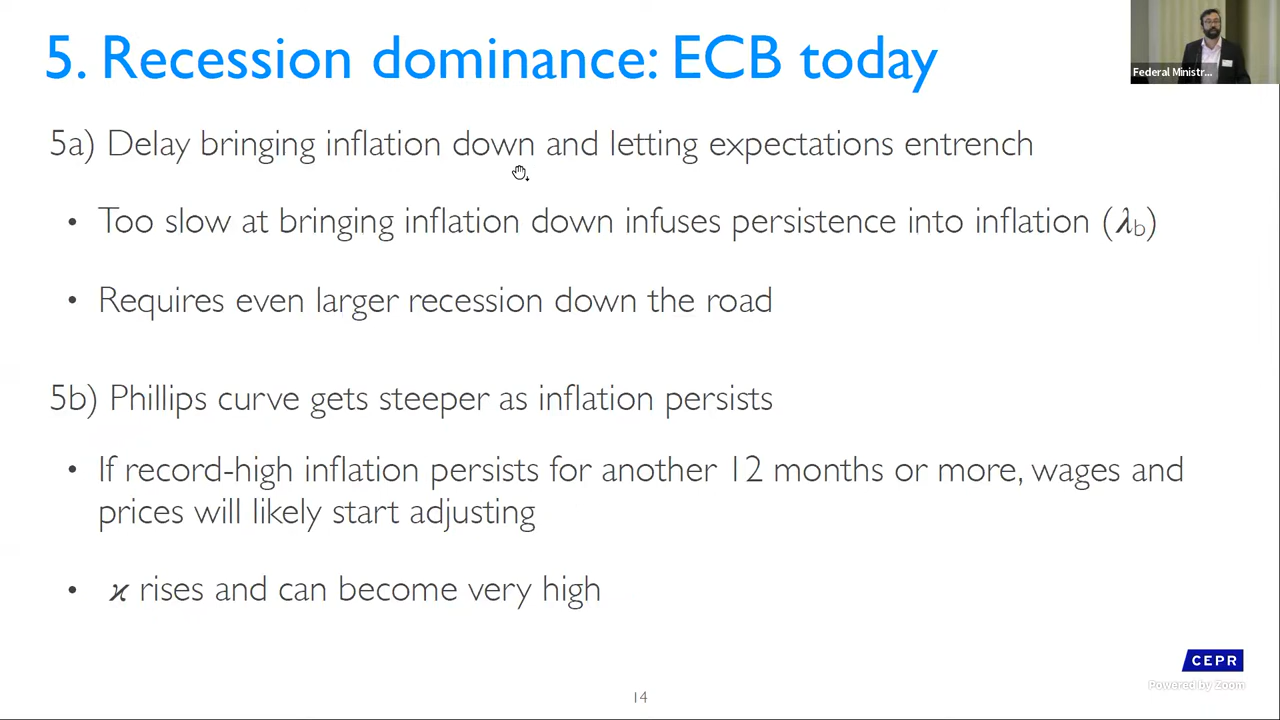 5. Recession dominance: ECB today
Federal Ministr...
5a) Delay bringing inflation down and letting expectations entrench
• Too slow at bringing inflation down infuses persistence into inflation (λb)
• Requires even larger recession down the road
5b) Phillips curve gets steeper as inflation persists
• If record-high inflation persists for another 12 months or more, wages and
prices will likely start adjusting
• ϰ rises and can become very high
CEPR
Powered by Zoom
14